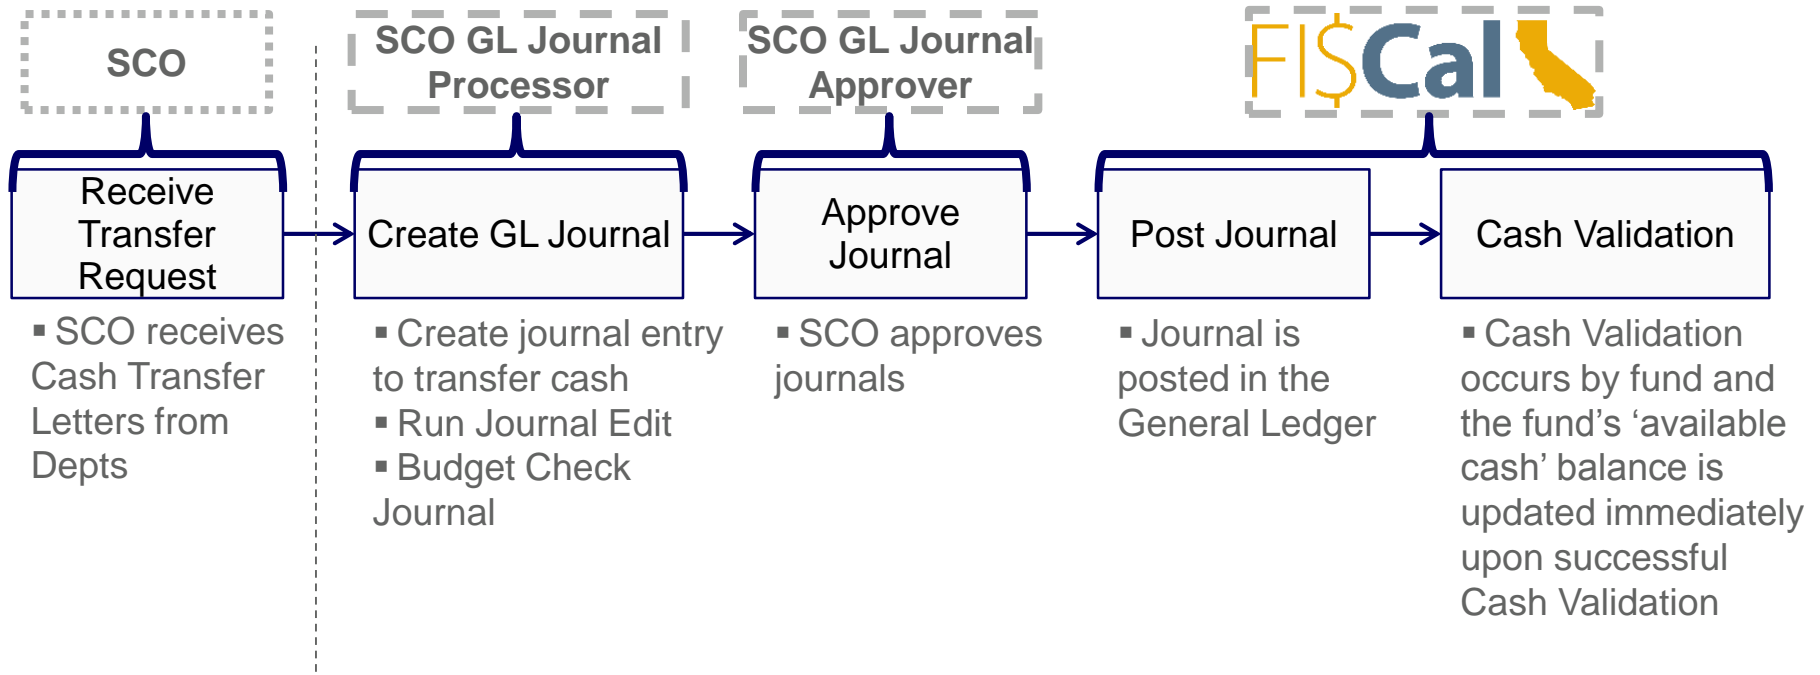 SCO
SCO GL Journal
Processor
SCO GL Journal
Approver
FI$Cal
Receive
Transfer
Request
Create GL Journal
Approve
Journal
Post Journal
Cash Validation
▪ SCO receives
Cash Transfer
Letters from
Depts
▪ Create journal entry
to transfer cash
▪ Run Journal Edit
▪ Budget Check
Journal
▪ SCO approves
journals
▪ Journal is
posted in the
General Ledger
▪ Cash Validation
occurs by fund and
the fund’s ‘available
cash’ balance is
updated immediately
upon successful
Cash Validation